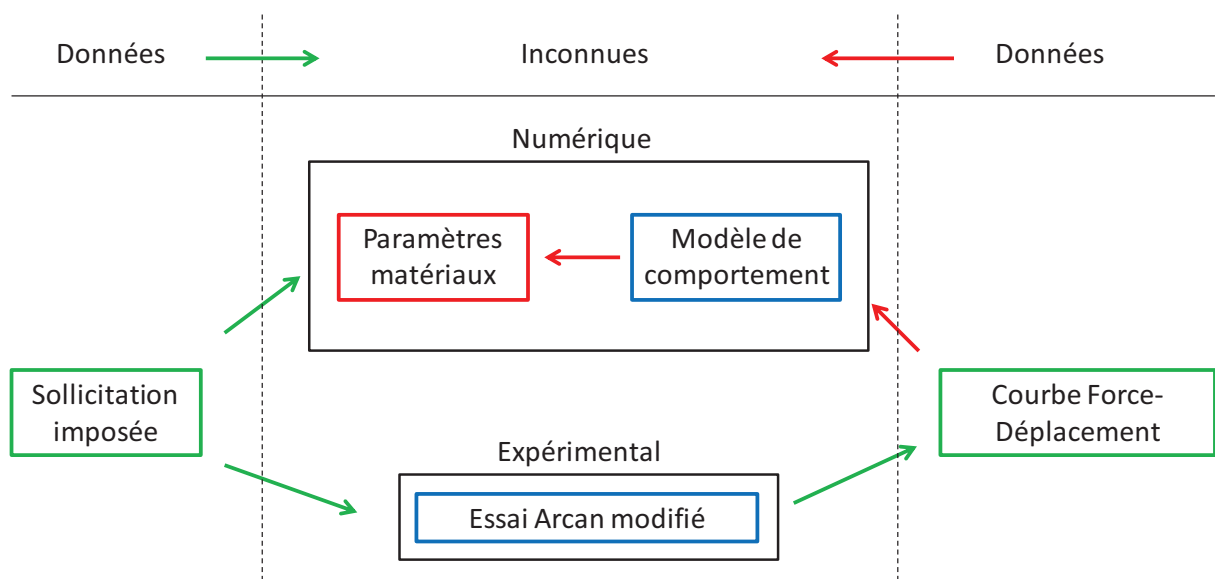 Données
Inconnues
Données
Numérique
Paramètres
matériaux
Modèle de
comportement
Sollicitation
imposée
Courbe Force-
Déplacement
Expérimental
Essai Arcan modifié